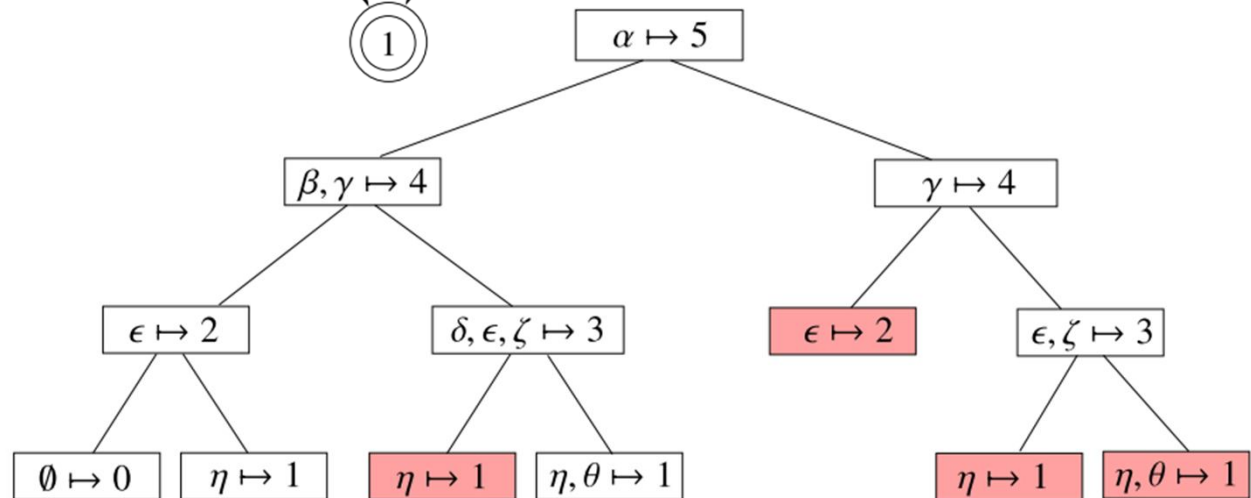 1
α ↦ 5
β, γ ↦ 4
γ ↦ 4
ϵ ↦ 2
δ, ϵ, ζ ↦ 3
ϵ ↦ 2
ϵ, ζ ↦ 3
∅ ↦ 0
η ↦ 1
η ↦ 1
η, θ ↦ 1
η ↦ 1
η, θ ↦ 1